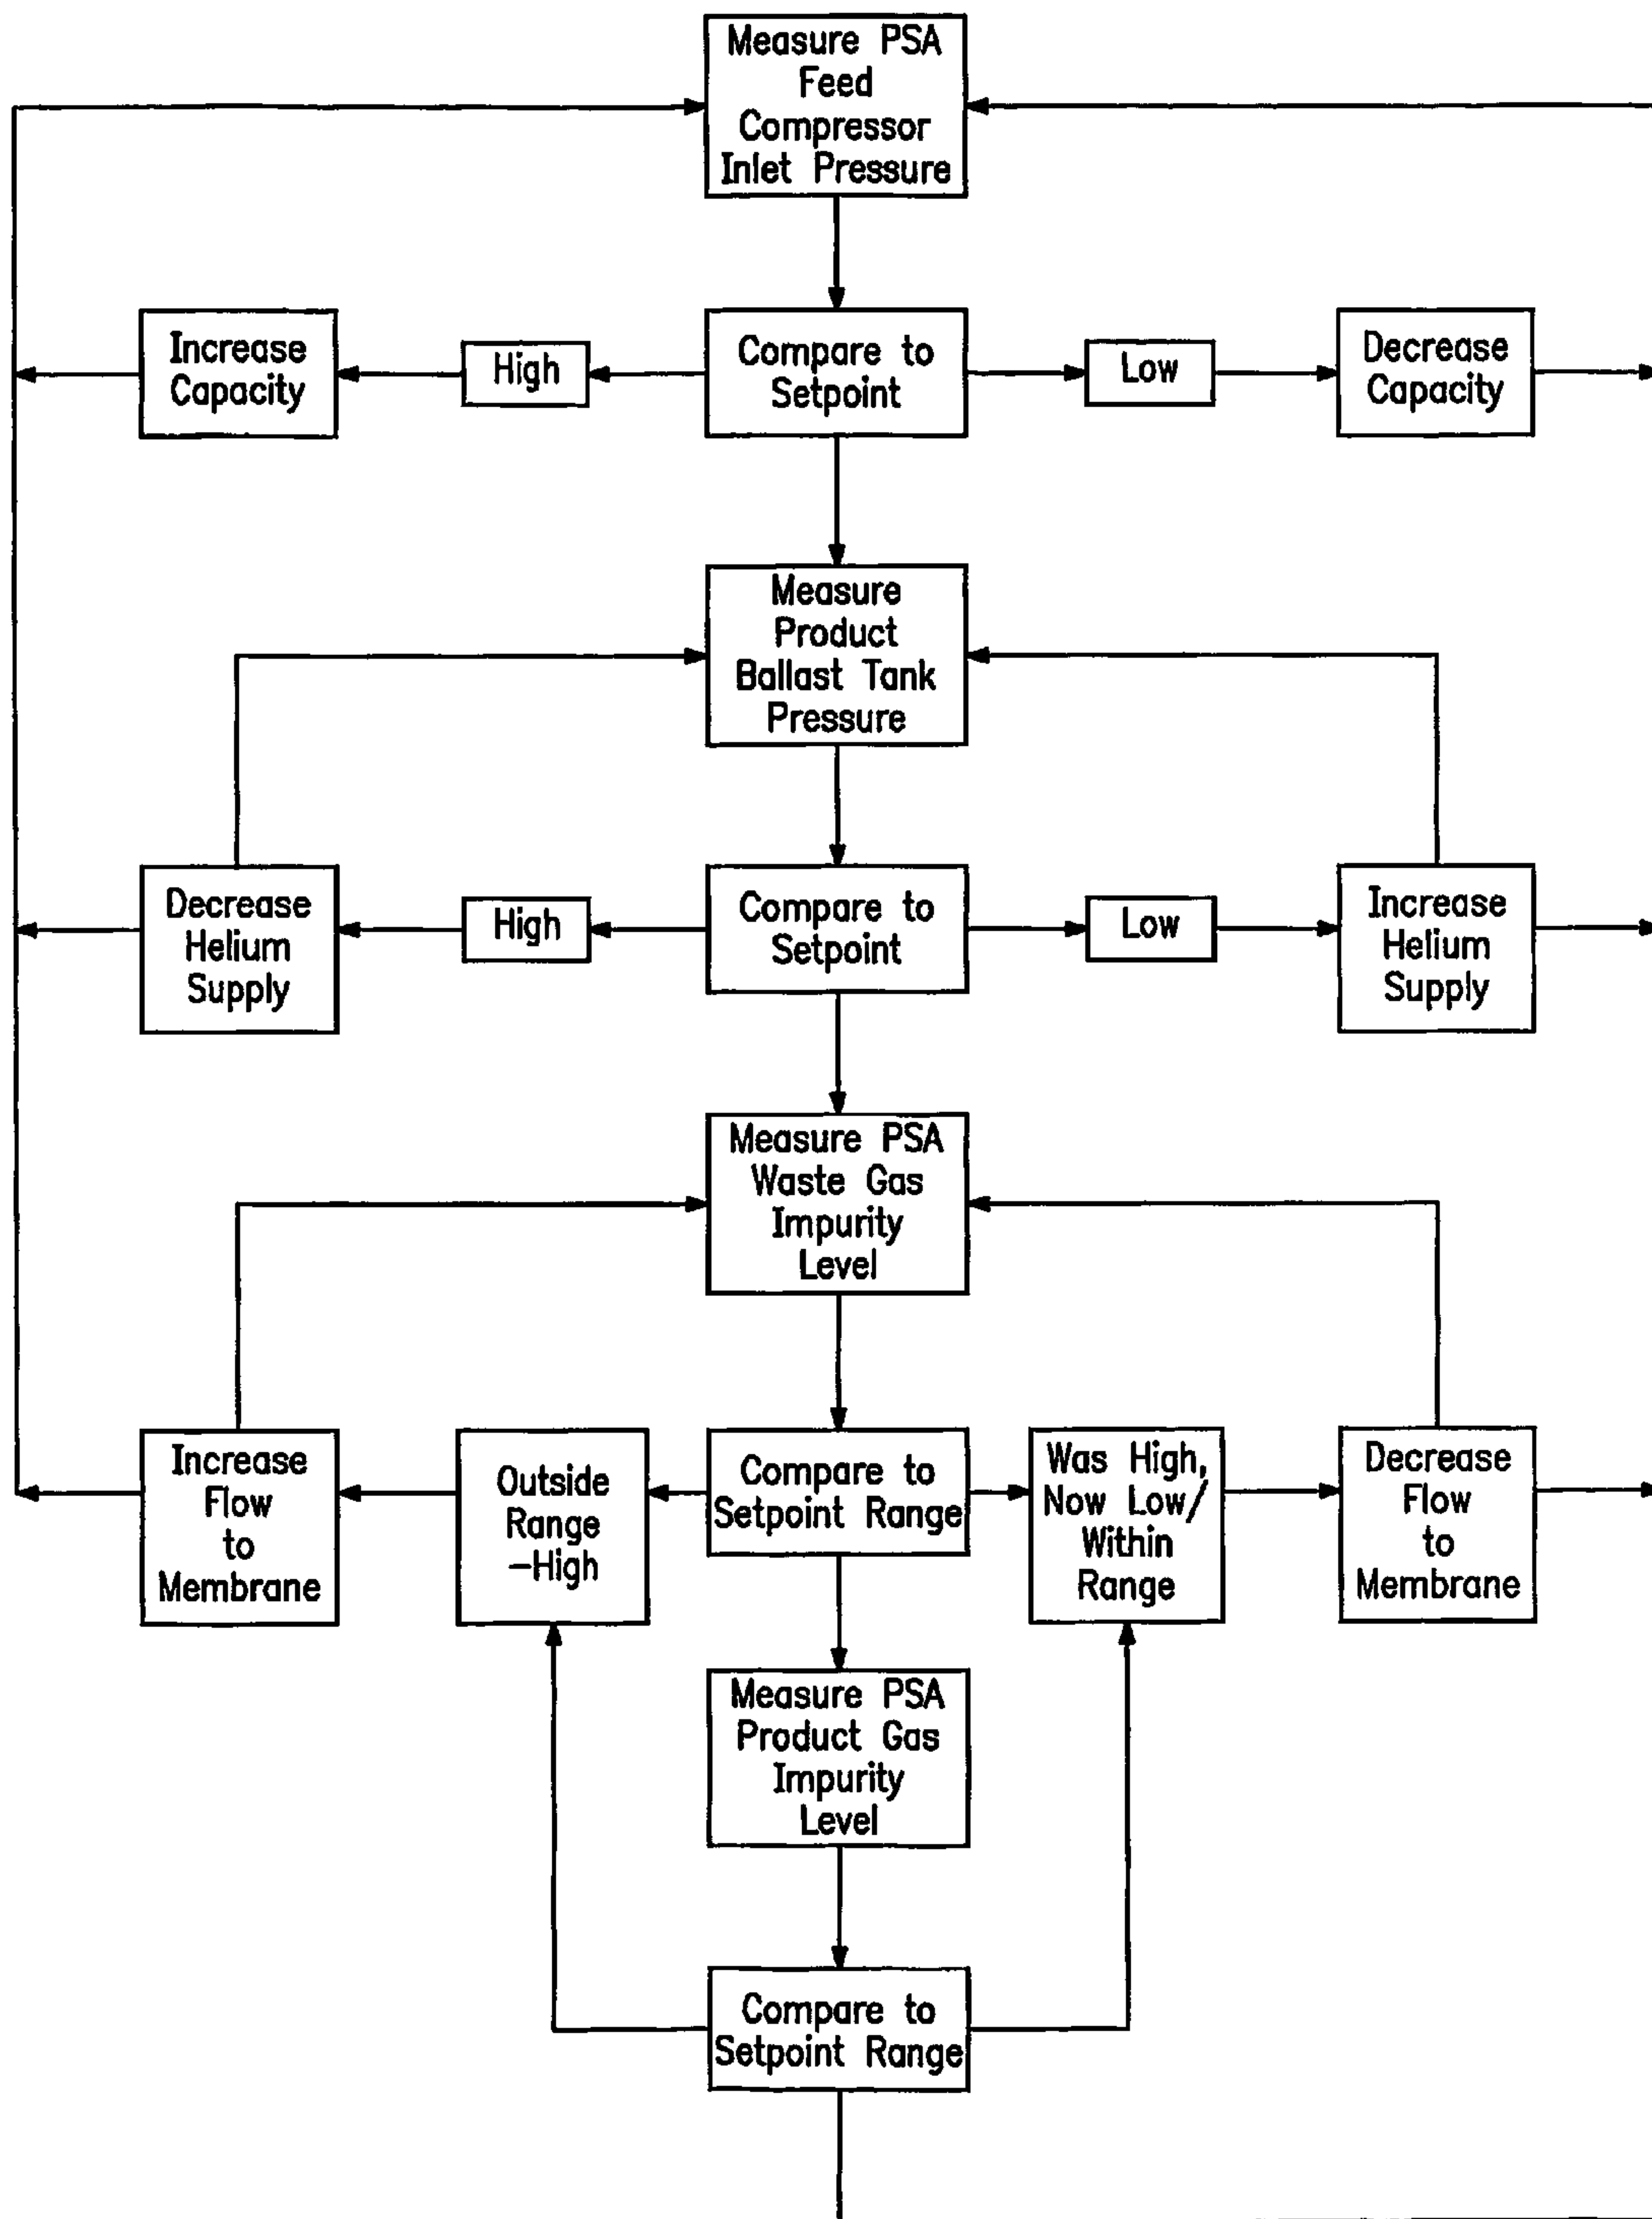 Measure PSA
Feed
Compressor
Inlet Pressure
Increase
Capacity
High
Compare to
Setpoint
Low
Decrease
Capacity
Measure
Product
Ballast Tank
Pressure
Decrease
Helium
Supply
High
Compare to
Setpoint
Low
Increase
Helium
Supply
Measure PSA
Waste Gas
Impurity
Level
Increase
Flow
to
Membrane
Outside
Range
–High
Compare to
Setpoint Range
Was High,
Now Low/
Within
Range
Decrease
Flow
to
Membrane
Measure PSA
Product Gas
Impurity
Level
Compare to
Setpoint Range